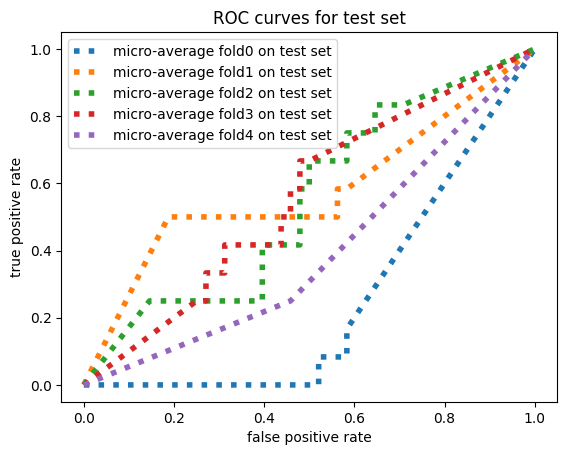 ROC curves for test set
micro-average fold0 on test set
micro-average fold1 on test set
micro-average fold2 on test set
micro-average fold3 on test set
micro-average fold4 on test set
true positive rate
1.0
0.8
0.6
0.4
0.2
0.0
0.0 0.2 0.4 0.6 0.8 1.0
false positive rate